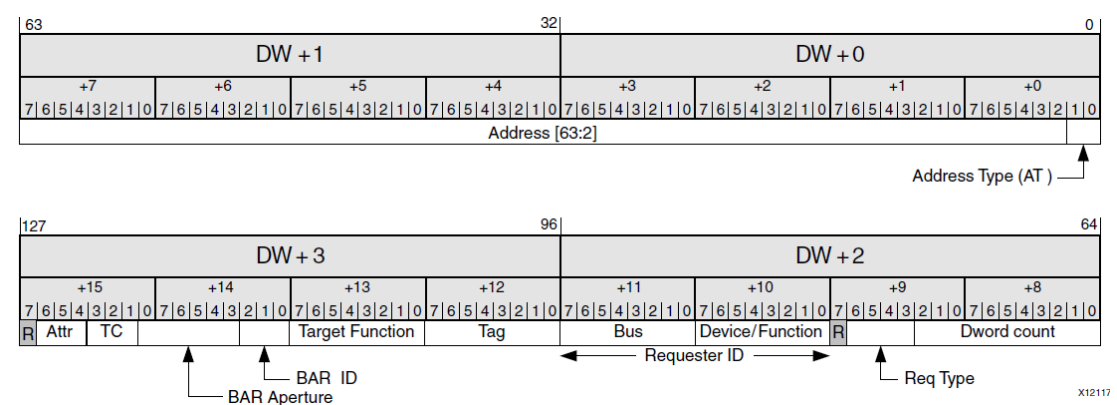 63 32 0
DW +1 DW +0
+7 +6 +5 +4 +3 +2 +1 +0
7 6 5 4 3 2 1 0 7 6 5 4 3 2 1 0 7 6 5 4 3 2 1 0 7 6 5 4 3 2 1 0 7 6 5 4 3 2 1 0 7 6 5 4 3 2 1 0 7 6 5 4 3 2 1 0 7 6 5 4 3 2 1 0
Address [63:2]
Address Type (AT )
127 96 64
DW + 3 DW +2
+15 +14 +13 +12 +11 +10 +9 +8
7 6 5 4 3 2 1 0 7 6 5 4 3 2 1 0 7 6 5 4 3 2 1 0 7 6 5 4 3 2 1 0 7 6 5 4 3 2 1 0 7 6 5 4 3 2 1 0 7 6 5 4 3 2 1 0 7 6 5 4 3 2 1 0
R Attr TC Target Function Tag Bus Device/Function R Dword count
Requester ID
BAR ID Req Type
BAR Aperture X12117